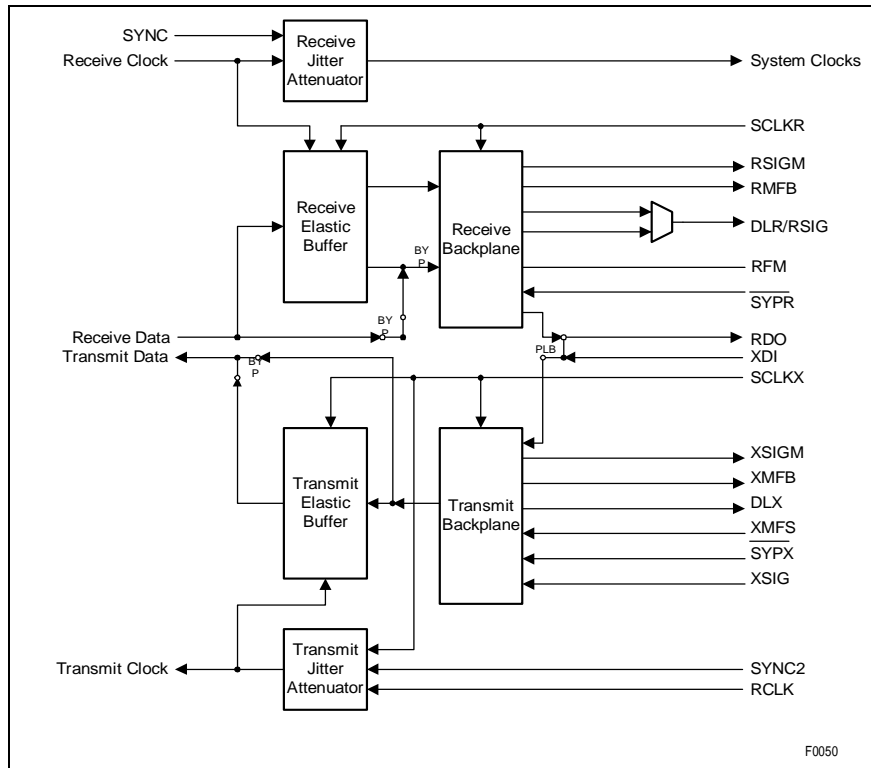 SYNC
Receive Clock
Receive
Jitter
Attenuator
System Clocks
SCLKR
Receive
Elastic
Buffer
Receive
Backplane
RSIGM
RMFB
DLR/RSIG
BY
P
RFM
SYPR
BY
P
Receive Data
RDO
Transmit Data
BY
P
PLB
XDI
SCLKX
Transmit
Elastic
Buffer
Transmit
Backplane
XSIGM
XMFB
DLX
XMFS
SYPX
XSIG
Transmit Clock
Transmit
Jitter
Attenuator
SYNC2
RCLK
F0050